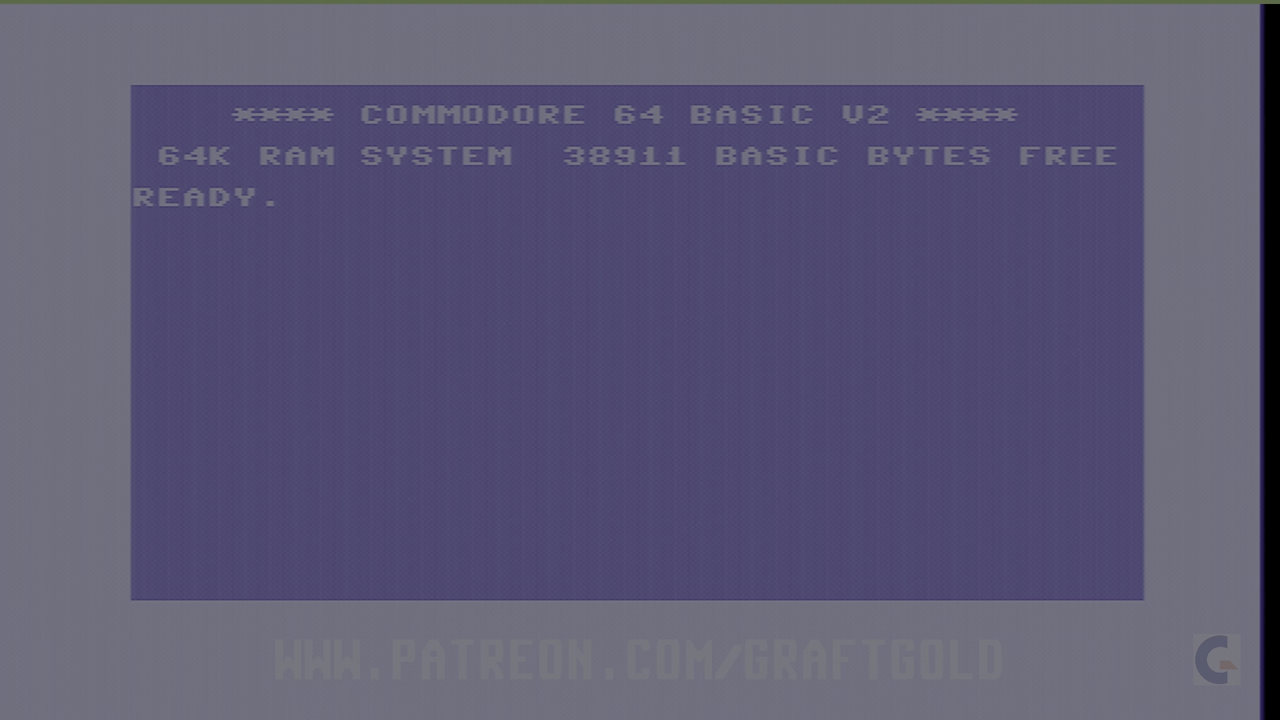 **** COMMODORE 64 BASIC V2 ****
64K RAM SYSTEM  38911 BASIC BYTES FREE
READY.
WWW.PATREON.COM/GRAFTGOLD